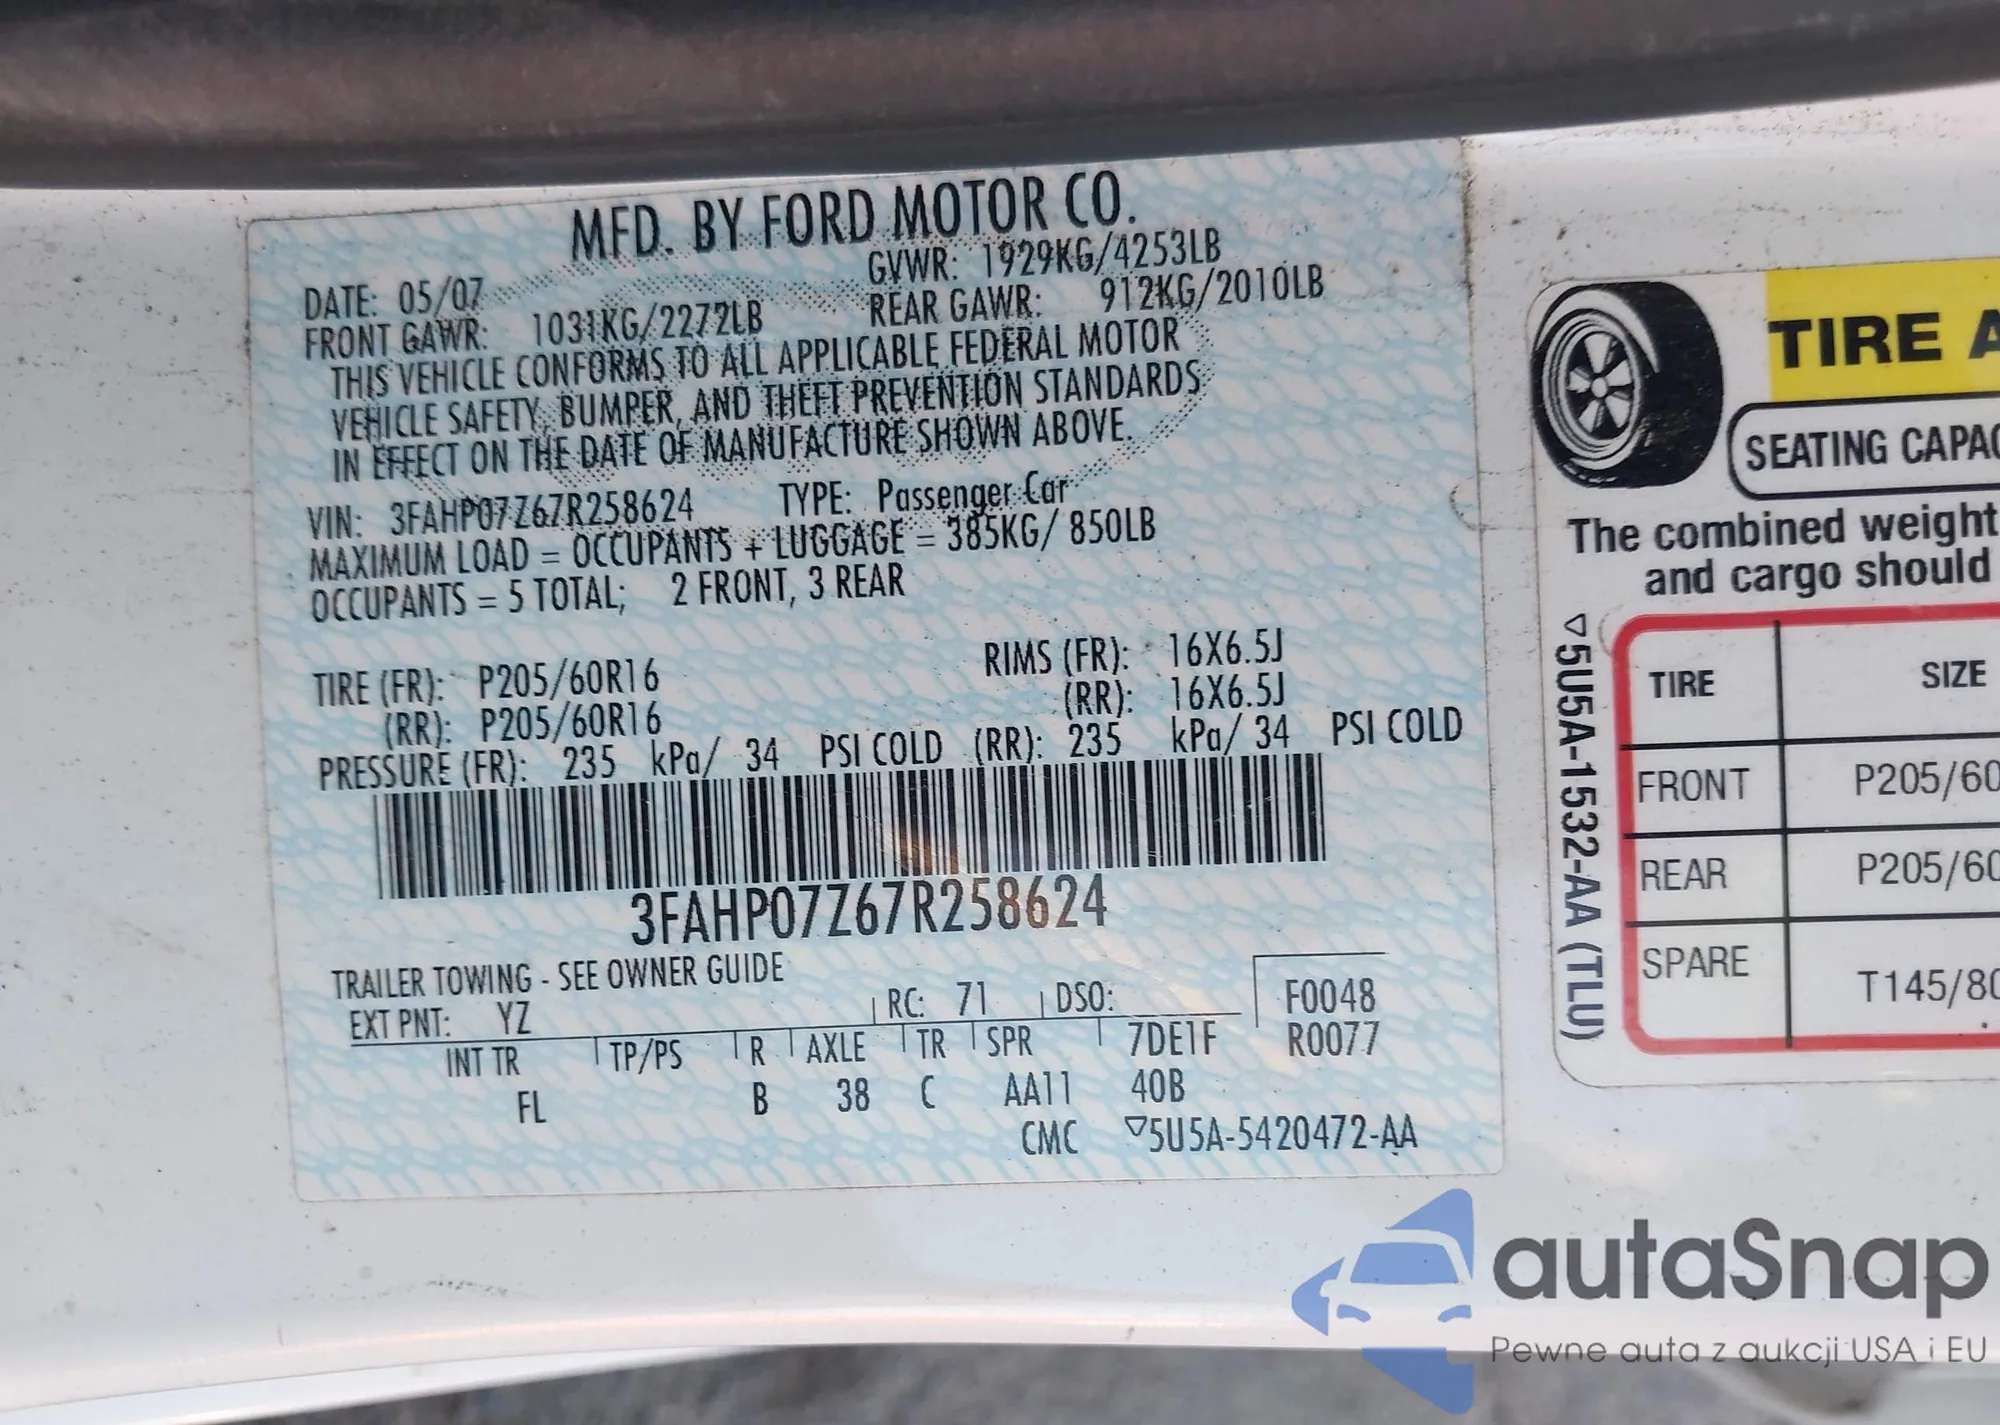 MFD. BY FORD MOTOR CO.
DATE: 05/07 GVWR: 1929KG/4253LB
FRONT GAWR: 1031KG/2272LB REAR GAWR: 912KG/2010LB
THIS VEHICLE CONFORMS TO ALL APPLICABLE FEDERAL MOTOR
VEHICLE SAFETY, BUMPER, AND THEFT PREVENTION STANDARDS
IN EFFECT ON THE DATE OF MANUFACTURE SHOWN ABOVE.
VIN: 3FAHP07Z67R258624 TYPE: Passenger Car
MAXIMUM LOAD = OCCUPANTS + LUGGAGE = 385KG/ 850LB
OCCUPANTS = 5 TOTAL; 2 FRONT, 3 REAR
TIRE (FR): P205/60R16 RIMS (FR): 16X6.5J
(RR): P205/60R16 (RR): 16X6.5J
PRESSURE (FR): 235 kPa/ 34 PSI COLD (RR): 235 kPa/ 34 PSI COLD
3FAHP07Z67R258624
TRAILER TOWING - SEE OWNER GUIDE
EXT PNT: YZ RC: 71 DSO: F0048
INT TR TP/PS R AXLE TR SPR 7DE1F R0077
FL B 38 C AA11 40B
CMC ▽5U5A-5420472-AA
TIRE A
SEATING CAPAC
The combined weight
and cargo should
▽5U5A-1532-AA (TLU)
TIRE SIZE
FRONT P205/60
REAR P205/60
SPARE T145/80
autaSnap
Pewne auta z aukcji USA i EU